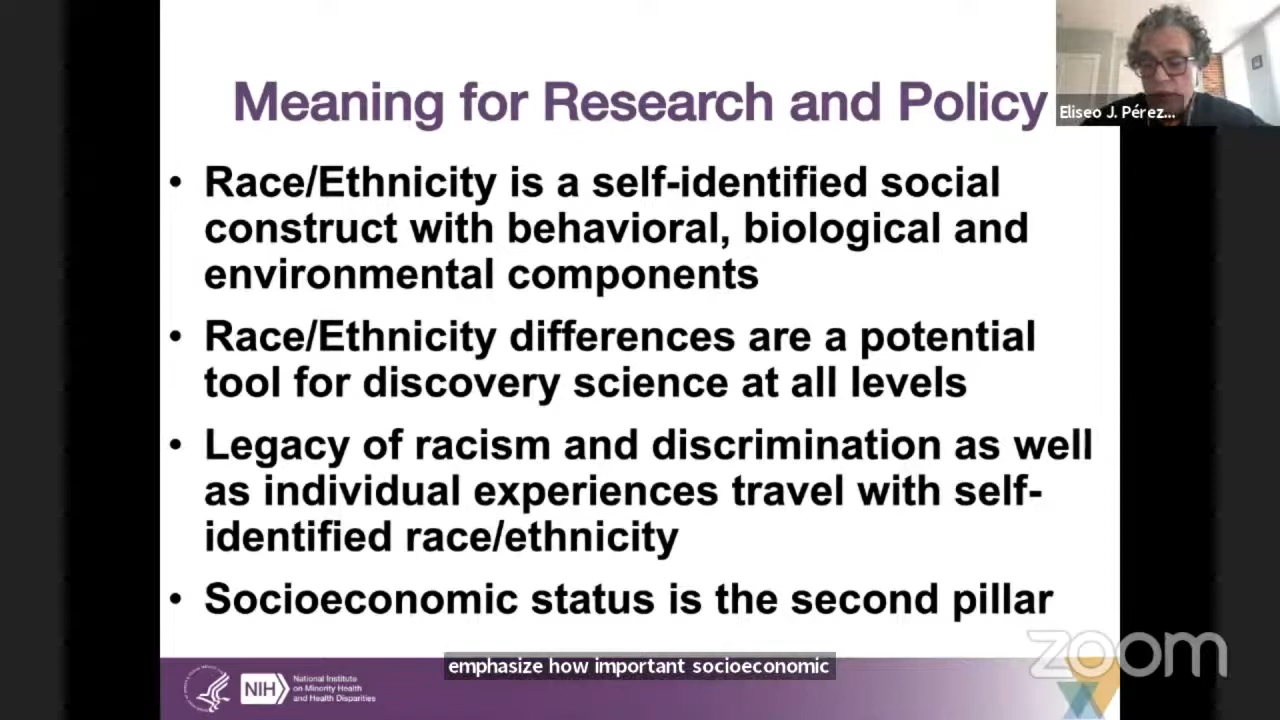 Meaning for Research and Policy
Eliseo J. Pérez...
• Race/Ethnicity is a self-identified social
construct with behavioral, biological and
environmental components
• Race/Ethnicity differences are a potential
tool for discovery science at all levels
• Legacy of racism and discrimination as well
as individual experiences travel with self-
identified race/ethnicity
• Socioeconomic status is the second pillar
zoom
emphasize how important socioeconomic
NIH
National Institute
on Minority Health
and Health Disparities